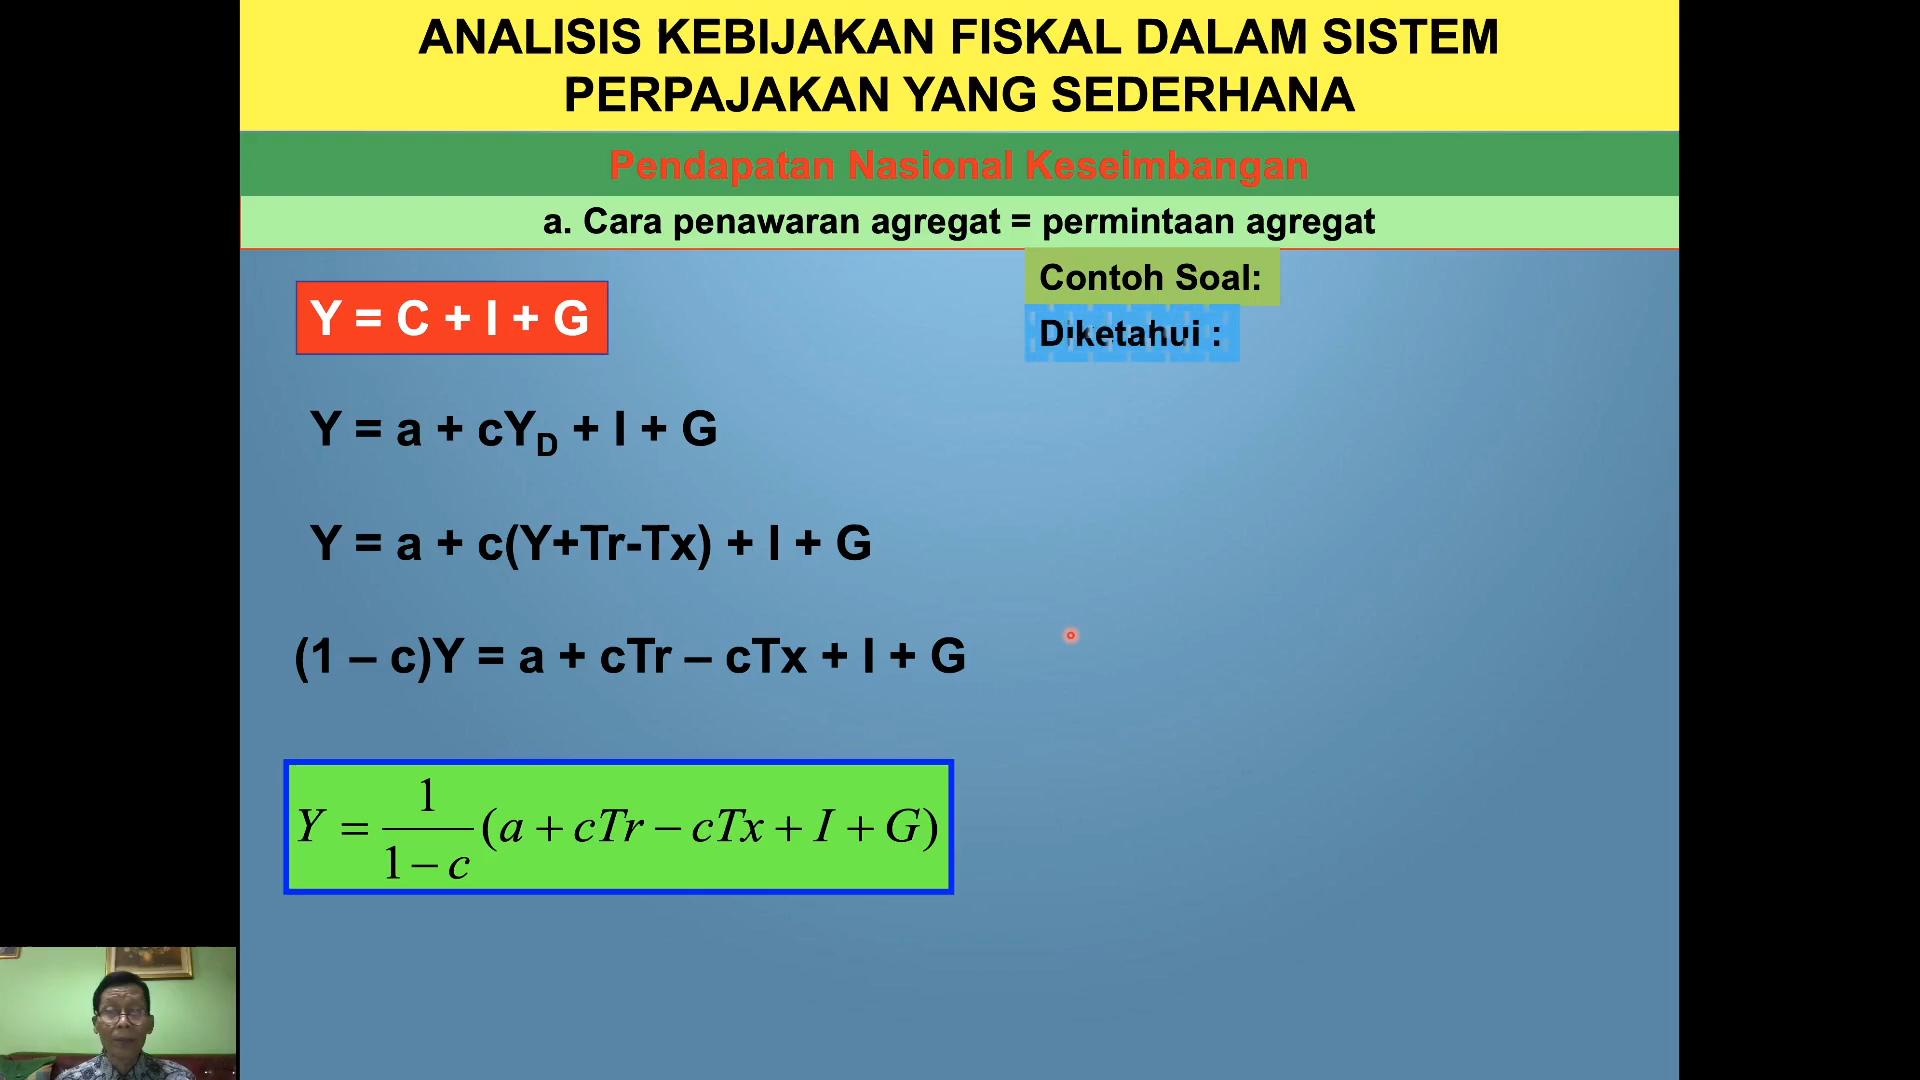 ANALISIS KEBIJAKAN FISKAL DALAM SISTEM
PERPAJAKAN YANG SEDERHANA
Pendapatan Nasional Keseimbangan
a. Cara penawaran agregat = permintaan agregat
Y = C + I + G
Y = a + cY_D + I + G
Y = a + c(Y+Tr-Tx) + I + G
(1 – c)Y = a + cTr – cTx + I + G
Y = \frac{1}{1-c}(a + cTr – cTx + I + G)
Contoh Soal:
Diketahui :